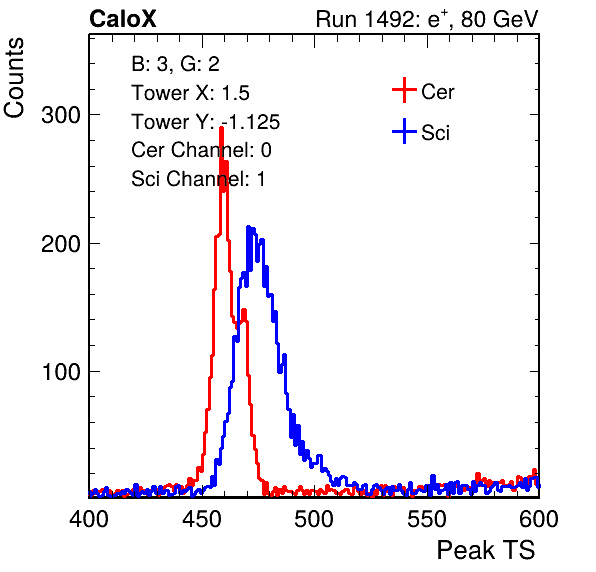 CaloX Run 1492: e⁺, 80 GeV
Counts
B: 3, G: 2
Tower X: 1.5
Tower Y: -1.125
Cer Channel: 0
Sci Channel: 1
Cer
Sci
300
200
100
400 450 500 550 600
Peak TS